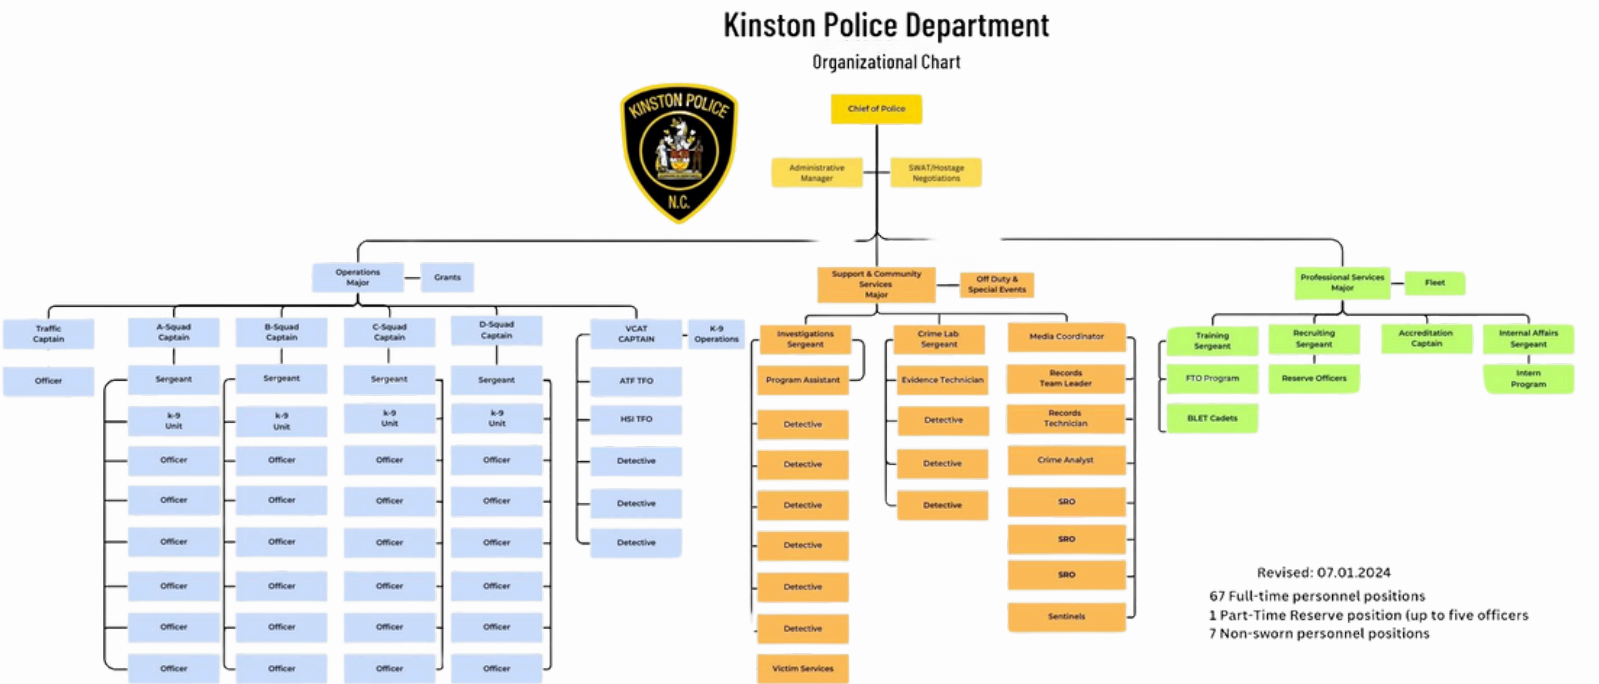 Kinston Police Department
Organizational Chart
KINSTON POLICE
N.C.
Chief of Police
Administrative
Manager
SWAT/Hostage
Negotiations
Operations
Major
Grants
Support & Community
Services
Major
Off Duty &
Special Events
Professional Services
Major
Fleet
Traffic
Captain
Officer
A-Squad
Captain
Sergeant
k-9
Unit
Officer
Officer
Officer
Officer
Officer
Officer
B-Squad
Captain
Sergeant
k-9
Unit
Officer
Officer
Officer
Officer
Officer
Officer
C-Squad
Captain
Sergeant
k-9
Unit
Officer
Officer
Officer
Officer
Officer
Officer
D-Squad
Captain
Sergeant
k-9
Unit
Officer
Officer
Officer
Officer
Officer
Officer
VCAT
CAPTAIN
K-9
Operations
ATF TFO
HSI TFO
Detective
Detective
Detective
Investigations
Sergeant
Program Assistant
Detective
Detective
Detective
Detective
Detective
Detective
Victim Services
Crime Lab
Sergeant
Evidence Technician
Detective
Detective
Detective
Media Coordinator
Records
Team Leader
Records
Technician
Crime Analyst
SRO
SRO
SRO
Sentinels
Training
Sergeant
FTO Program
BLET Cadets
Recruiting
Sergeant
Reserve Officers
Accreditation
Captain
Internal Affairs
Sergeant
Intern
Program
Revised: 07.01.2024
67 Full-time personnel positions
1 Part-Time Reserve position (up to five officers
7 Non-sworn personnel positions